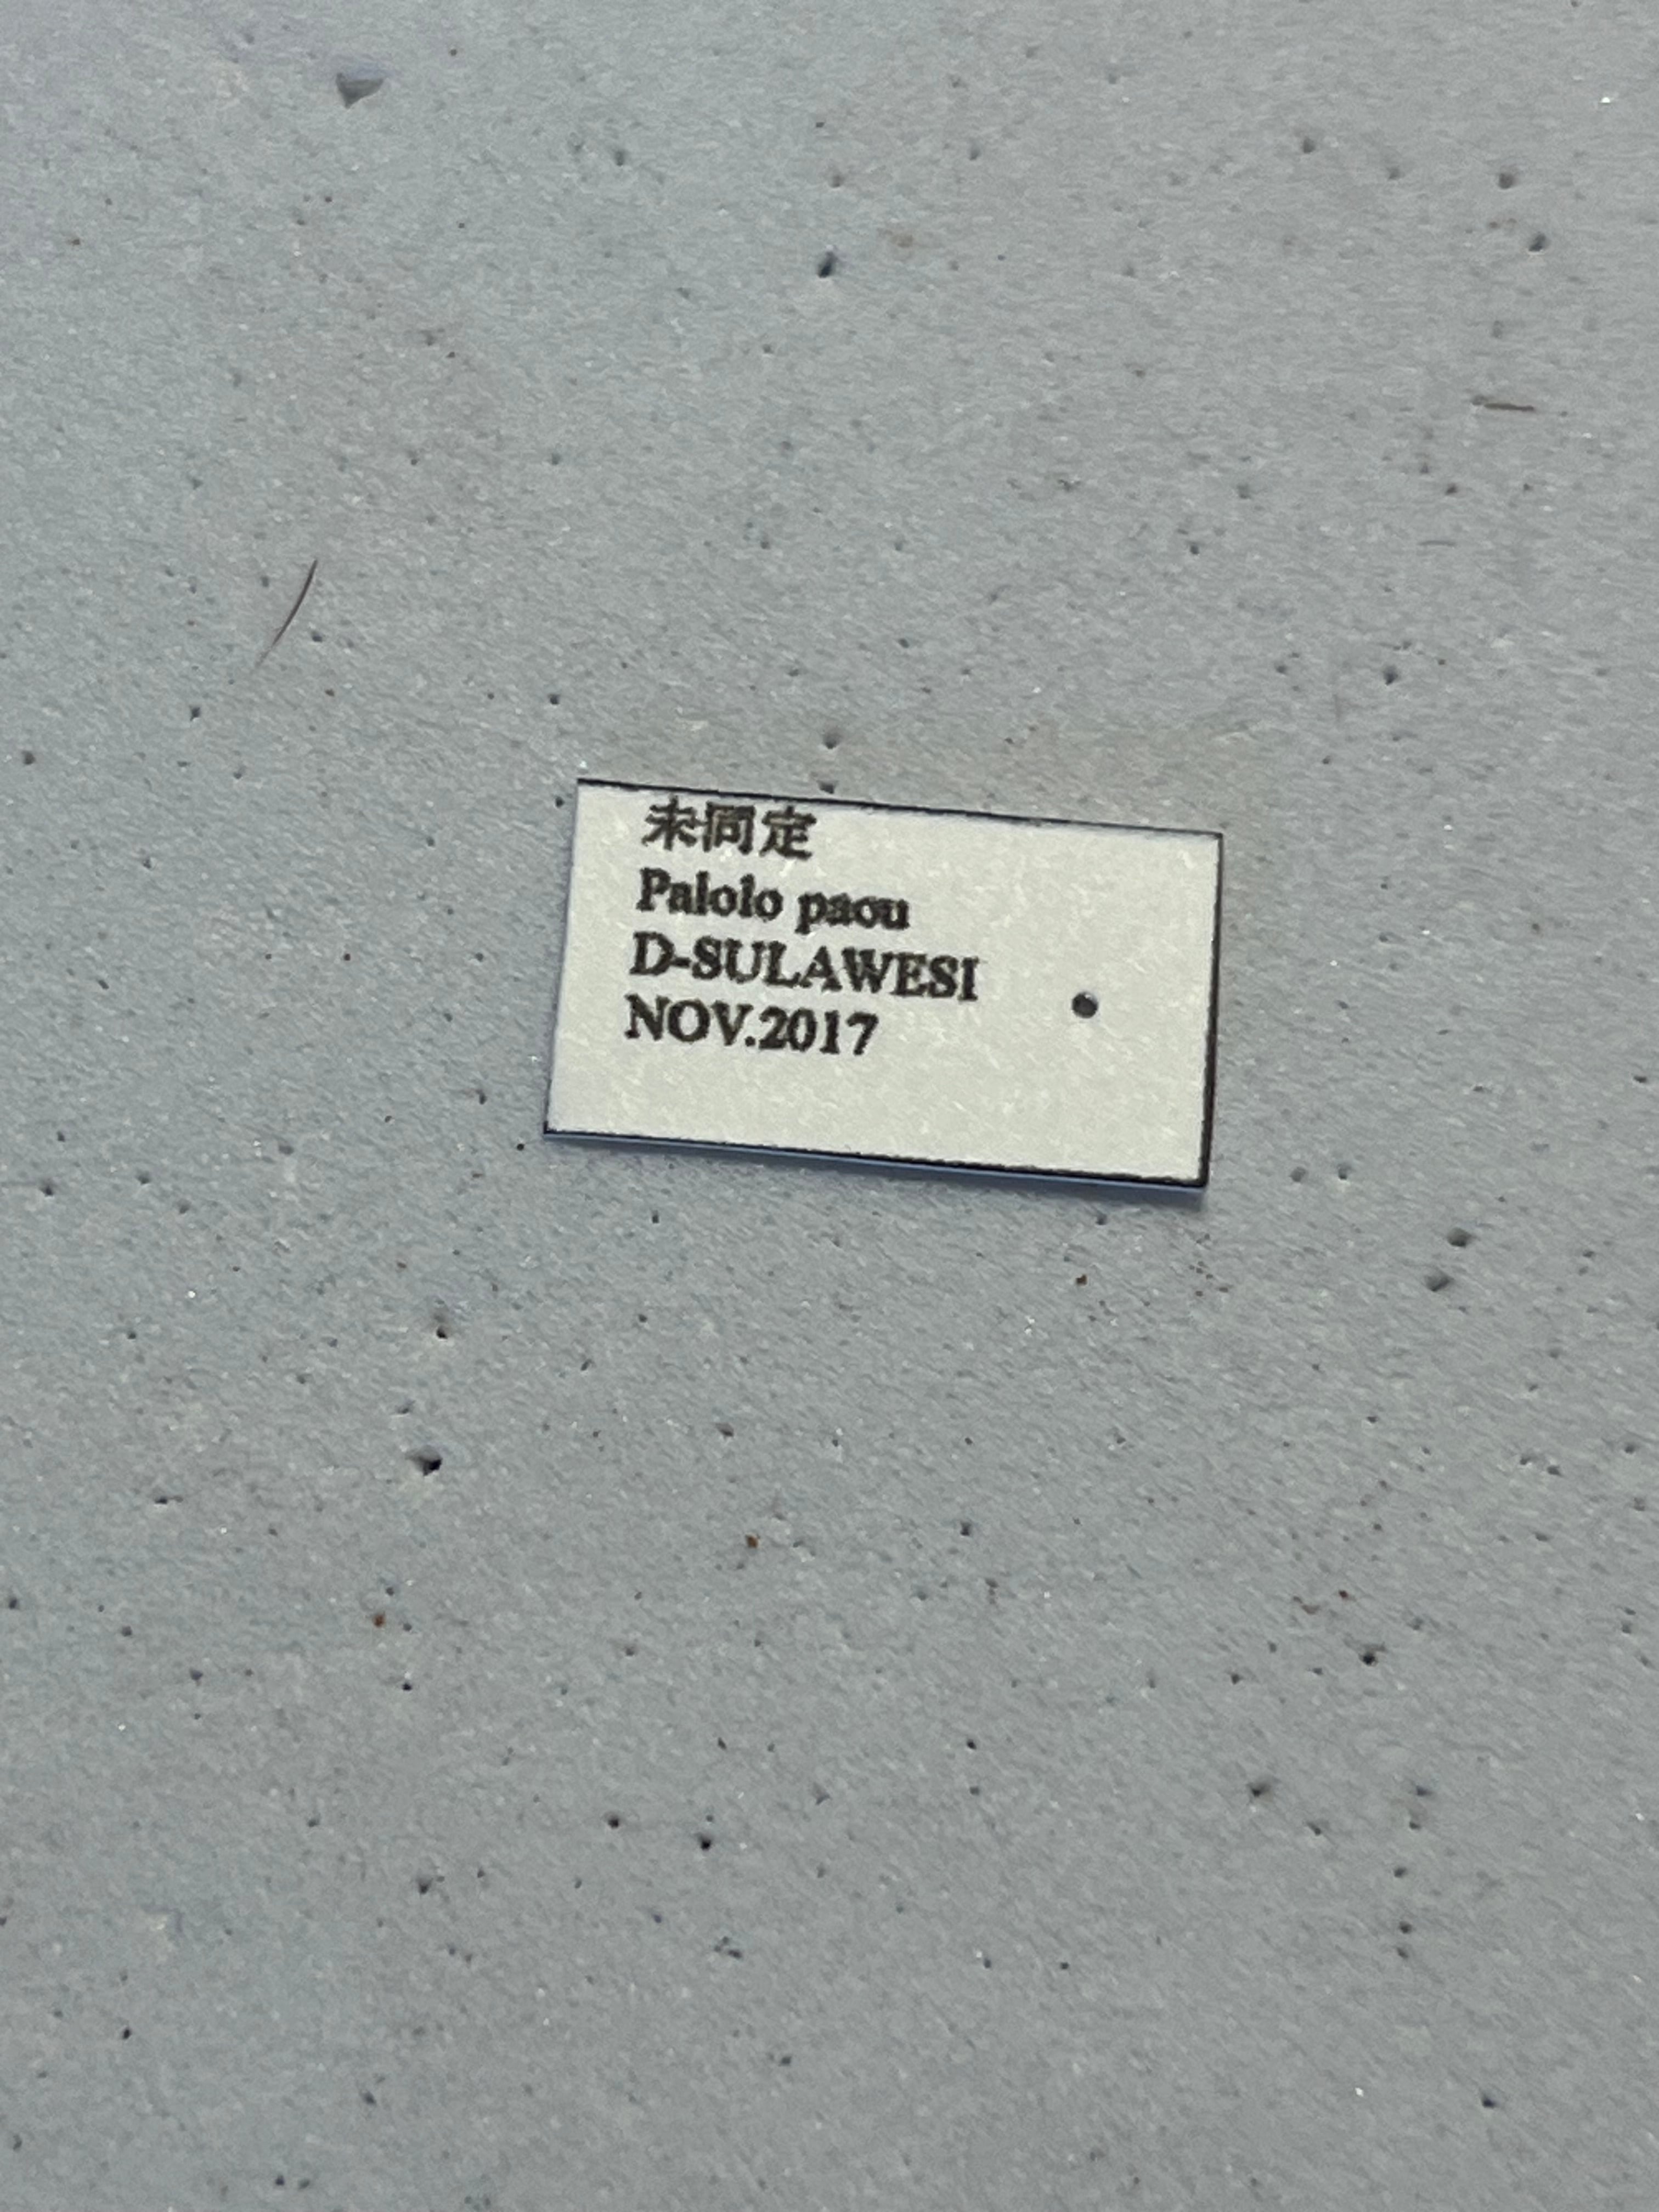 未同定
Palolo paou
D-SULAWESI
NOV.2017